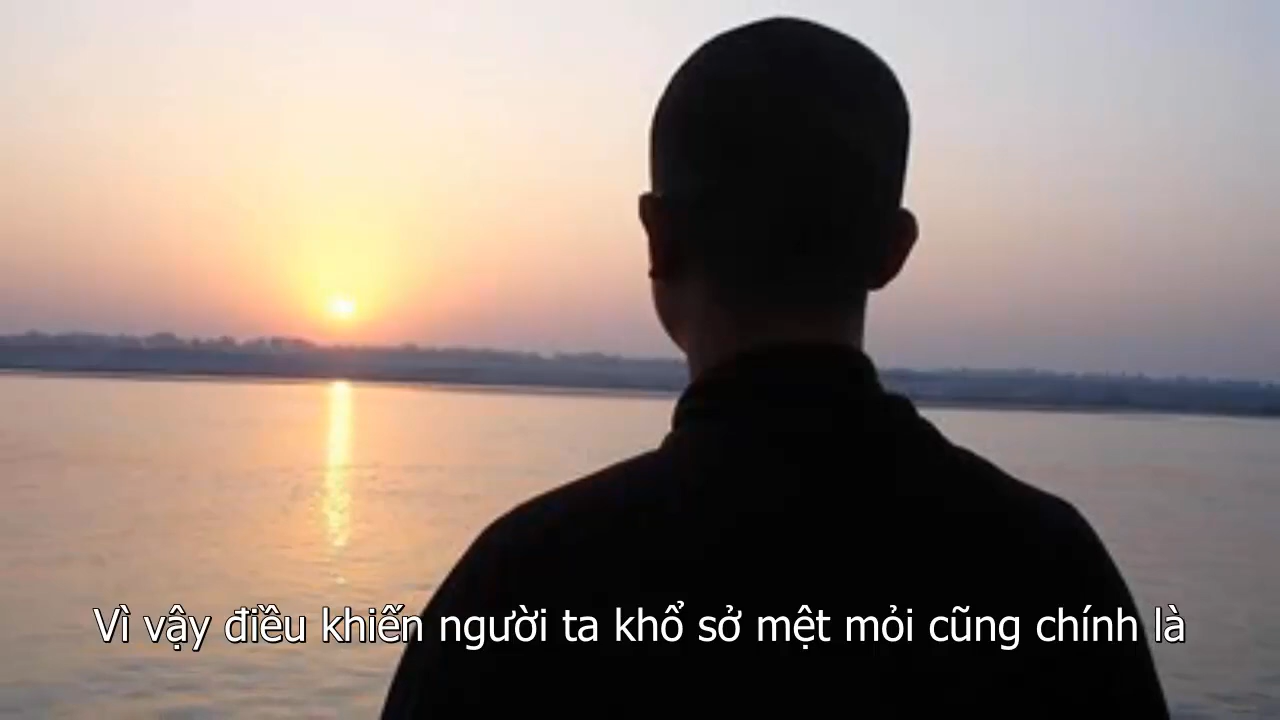 Vì vậy điều khiến người ta khổ sở mệt mỏi cũng chính là